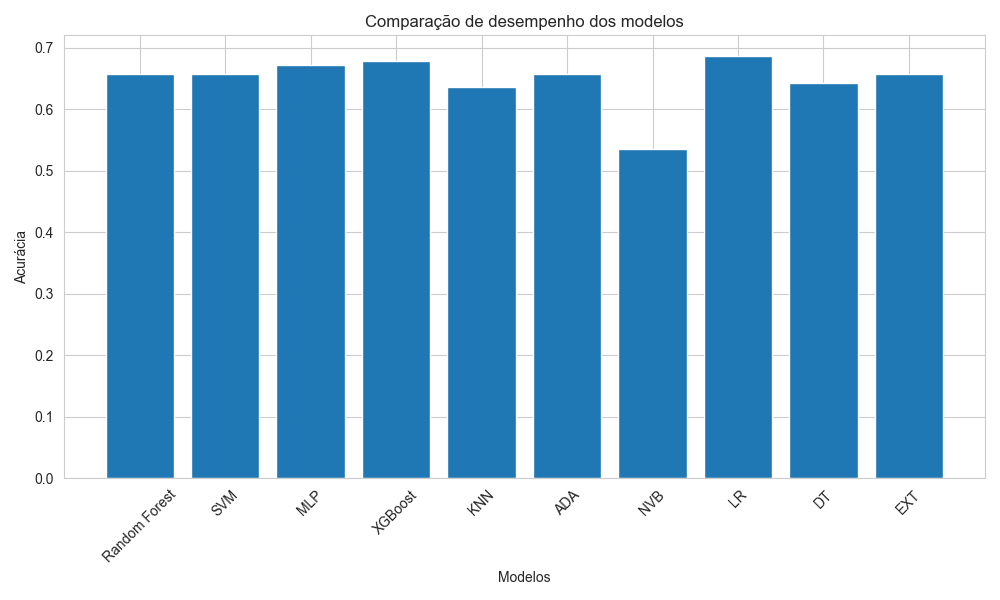 Comparação de desempenho dos modelos
0.7
0.6
0.5
0.4
0.3
0.2
0.1
0.0
Acurácia
Random Forest
SVM
MLP
XGBoost
KNN
ADA
NVB
LR
DT
EXT
Modelos